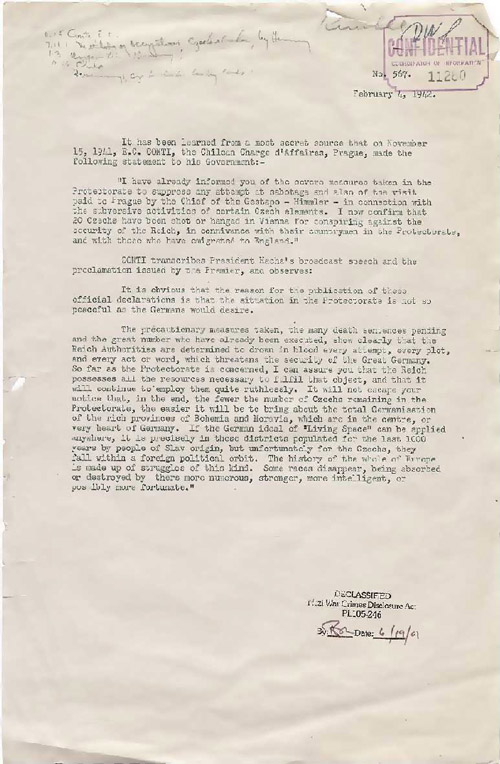 CONFIDENTIAL
COORDINATOR OF INFORMATION
No. 567. 11260
February 4, 1942.
It has been learned from a most secret source that on November
15, 1941, E.C. CONTI, the Chilean Charge d'Affaires, Prague, made the
following statement to his Government:-
"I have already informed you of the severe measures taken in the
Protectorate to suppress any attempt at sabotage and also of the visit
paid to Prague by the Chief of the Gestapo - Himmler - in connection with
the subversive activities of certain Czech elements. I now confirm that
20 Czechs have been shot or hanged in Vienna for conspiring against the
security of the Reich, in connivance with their countrymen in the Protectorate,
and with those who have emigrated to England."
CONTI transcribes President Hacha's broadcast speech and the
proclamation issued by the Premier, and observes:
It is obvious that the reason for the publication of these
official declarations is that the situation in the Protectorate is not so
peaceful as the Germans would desire.
The precautionary measures taken, the many death sentences pending
and the great number who have already been executed, show clearly that the
Reich Authorities are determined to drown in blood every attempt, every plot,
and every act or word, which threatens the security of the Great Germany.
So far as the Protectorate is concerned, I can assure you that the Reich
possesses all the resources necessary to fulfil that object, and that it
will continue to employ them quite ruthlessly. It will not escape your
notice that, in the end, the fewer the number of Czechs remaining in the
Protectorate, the easier it will be to bring about the total Germanisation
of the rich provinces of Bohemia and Moravia, which are in the centre, or
very heart of Germany. If the German ideal of "Living Space" can be applied
anywhere, it is precisely in those districts populated for the last 1000
years by people of Slav origin, but unfortunately for the Czechs, they
fall within a foreign political orbit. The history of the whole of Europe
is made up of struggles of this kind. Some races disappear, being absorbed
or destroyed by others more numerous, stronger, more intelligent, or
possibly more fortunate."
DECLASSIFIED
Nazi War Crimes Disclosure Act
PL105-246
By: Date: 6/19/01